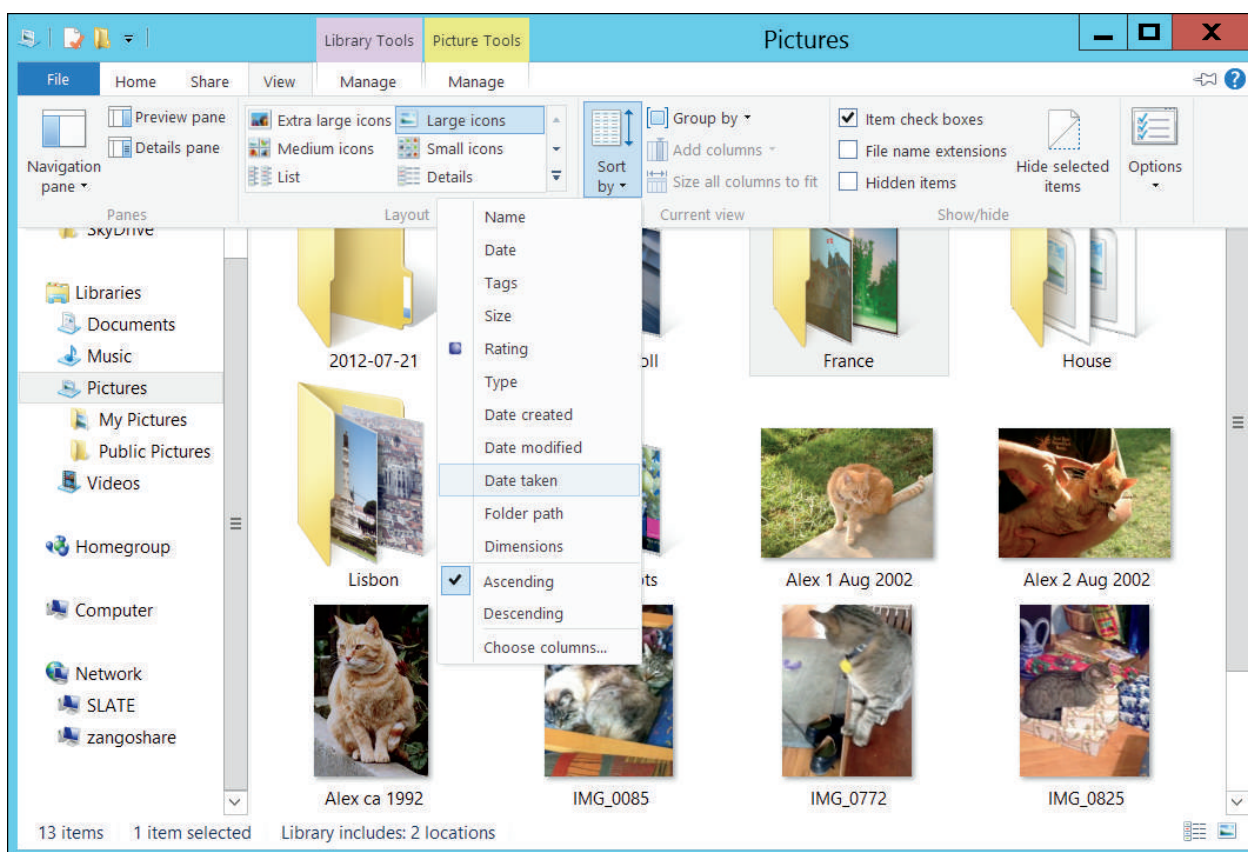 Library Tools Picture Tools Pictures
File Home Share View Manage Manage
Preview pane
Details pane
Navigation
pane
Panes
Extra large icons Large icons
Medium icons Small icons
List Details
Layout
Sort
by
Group by
Add columns
Size all columns to fit
Current view
Item check boxes
File name extensions
Hidden items
Hide selected
items
Show/hide
Options
SkyDrive
Libraries
Documents
Music
Pictures
My Pictures
Public Pictures
Videos
Homegroup
Computer
Network
SLATE
zangoshare
Name
Date
Tags
Size
Rating
Type
Date created
Date modified
Date taken
Folder path
Dimensions
Ascending
Descending
Choose columns...
2012-07-21 oll France House
Lisbon ts Alex 1 Aug 2002 Alex 2 Aug 2002
Alex ca 1992 IMG_0085 IMG_0772 IMG_0825
13 items 1 item selected Library includes: 2 locations